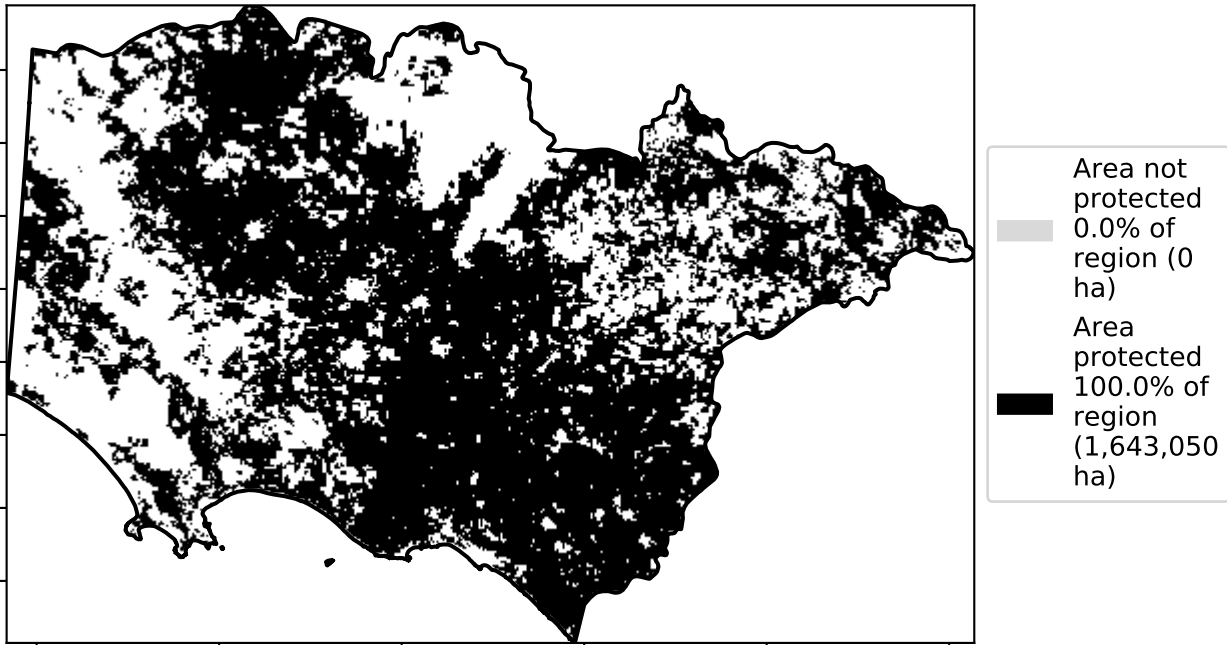 Area not
protected
0.0% of
region (0
ha)
Area
protected
100.0% of
region
(1,643,050
ha)